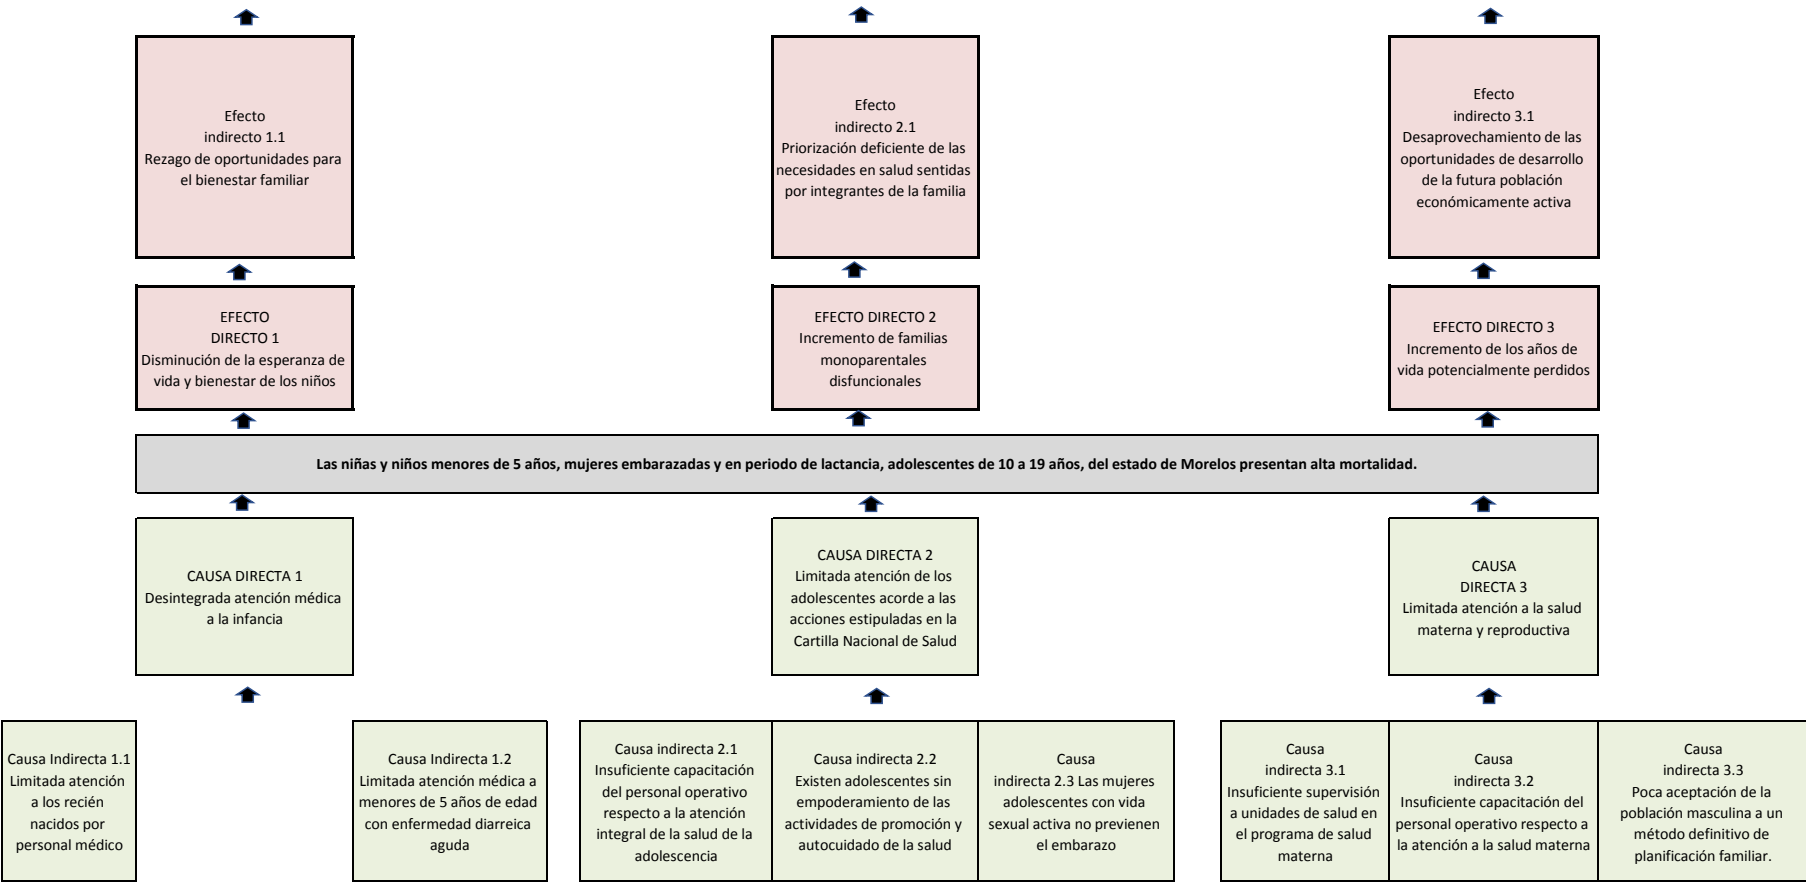 Efecto
indirecto 1.1
Rezago de oportunidades para
el bienestar familiar
Efecto
indirecto 2.1
Priorización deficiente de las
necesidades en salud sentidas
por integrantes de la familia
Efecto
indirecto 3.1
Desaprovechamiento de las
oportunidades de desarrollo
de la futura población
económicamente activa
EFECTO
DIRECTO 1
Disminución de la esperanza de
vida y bienestar de los niños
EFECTO DIRECTO 2
Incremento de familias
monoparentales
disfuncionales
EFECTO DIRECTO 3
Incremento de los años de
vida potencialmente perdidos
Las niñas y niños menores de 5 años, mujeres embarazadas y en periodo de lactancia, adolescentes de 10 a 19 años, del estado de Morelos presentan alta mortalidad.
CAUSA DIRECTA 1
Desintegrada atención médica
a la infancia
CAUSA DIRECTA 2
Limitada atención de los
adolescentes acorde a las
acciones estipuladas en la
Cartilla Nacional de Salud
CAUSA
DIRECTA 3
Limitada atención a la salud
materna y reproductiva
Causa Indirecta 1.1
Limitada atención
a los recién
nacidos por
personal médico
Causa Indirecta 1.2
Limitada atención médica a
menores de 5 años de edad
con enfermedad diarreica
aguda
Causa indirecta 2.1
Insuficiente capacitación
del personal operativo
respecto a la atención
integral de la salud de la
adolescencia
Causa indirecta 2.2
Existen adolescentes sin
empoderamiento de las
actividades de promoción y
autocuidado de la salud
Causa
indirecta 2.3 Las mujeres
adolescentes con vida
sexual activa no previenen
el embarazo
Causa
indirecta 3.1
Insuficiente supervisión
a unidades de salud en
el programa de salud
materna
Causa
indirecta 3.2
Insuficiente capacitación del
personal operativo respecto a
la atención a la salud materna
Causa
indirecta 3.3
Poca aceptación de la
población masculina a un
método definitivo de
planificación familiar.